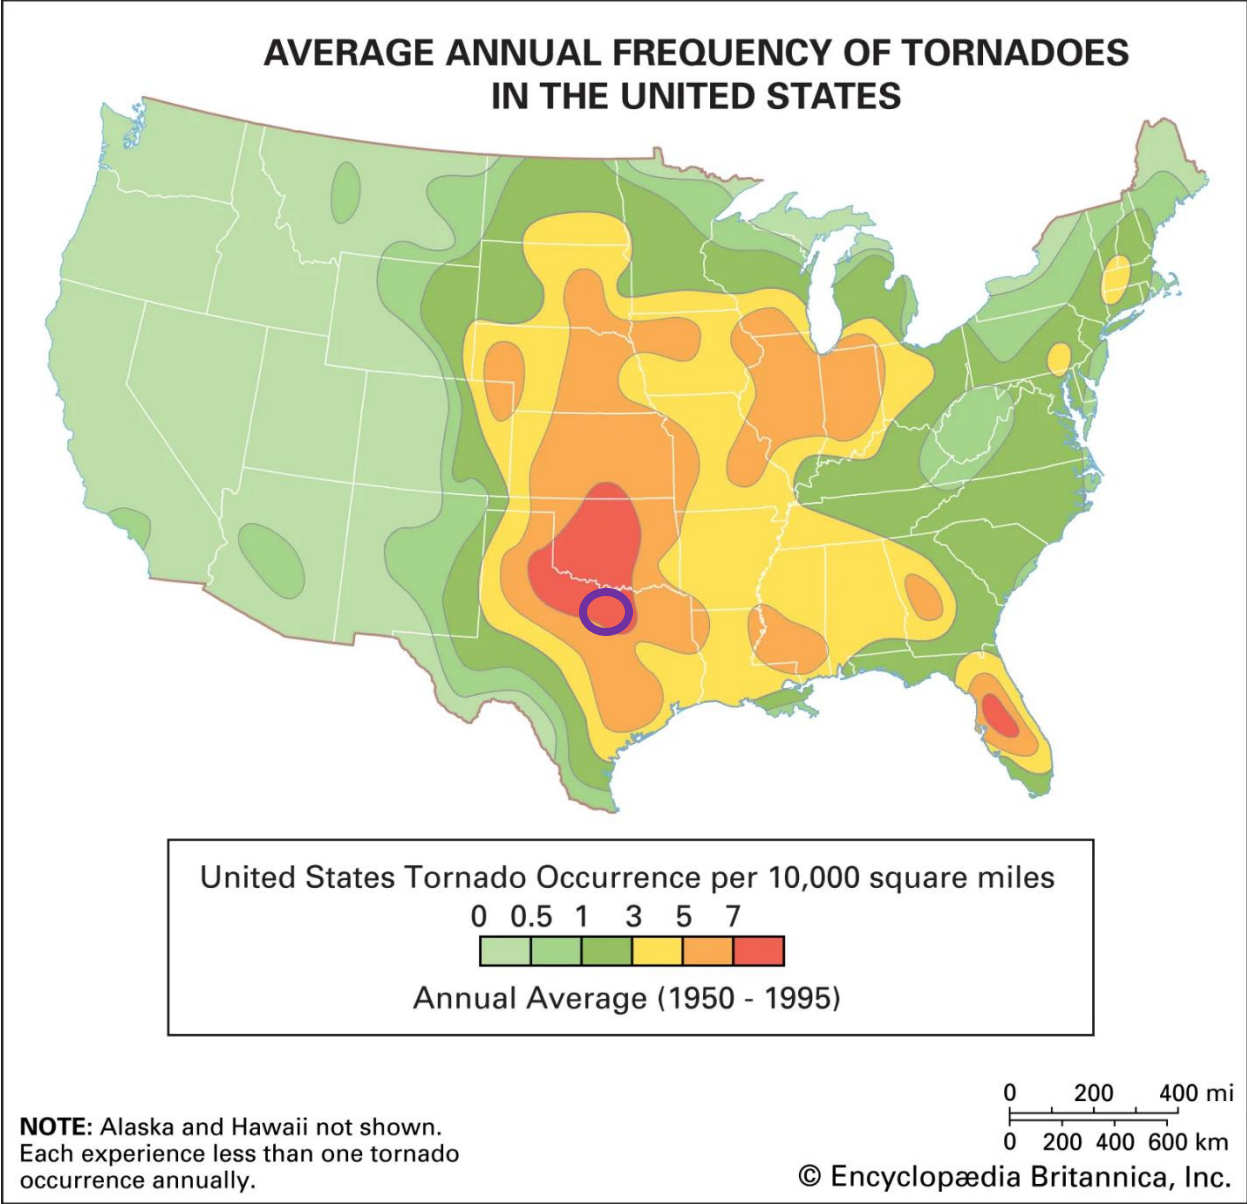 AVERAGE ANNUAL FREQUENCY OF TORNADOES
IN THE UNITED STATES
United States Tornado Occurrence per 10,000 square miles
0 0.5 1 3 5 7
Annual Average (1950 - 1995)
0 200 400 mi
0 200 400 600 km
NOTE: Alaska and Hawaii not shown.
Each experience less than one tornado
occurrence annually.
© Encyclopædia Britannica, Inc.